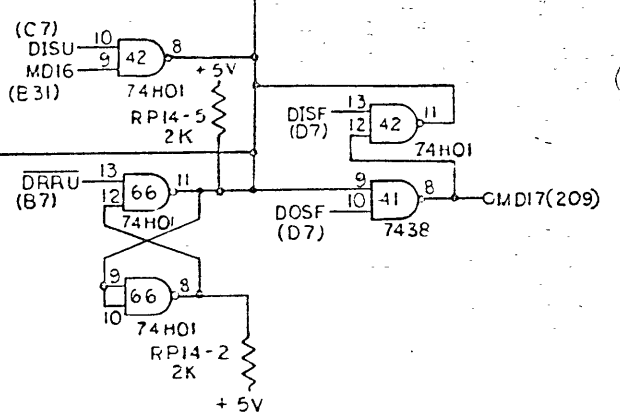 (C7)
DISU 10 42 8
MD16 9
(B31)
74H01
+5V
RP14-5
2K
DISF 13 42 11
(D7) 12
74H01
DRRU 13 66 11
(B7) 12
74H01
9 41 8 MD17(209)
DOSF 10
(D7)
7438
9 66 8
10
74H01
RP14-2
2K
+5V